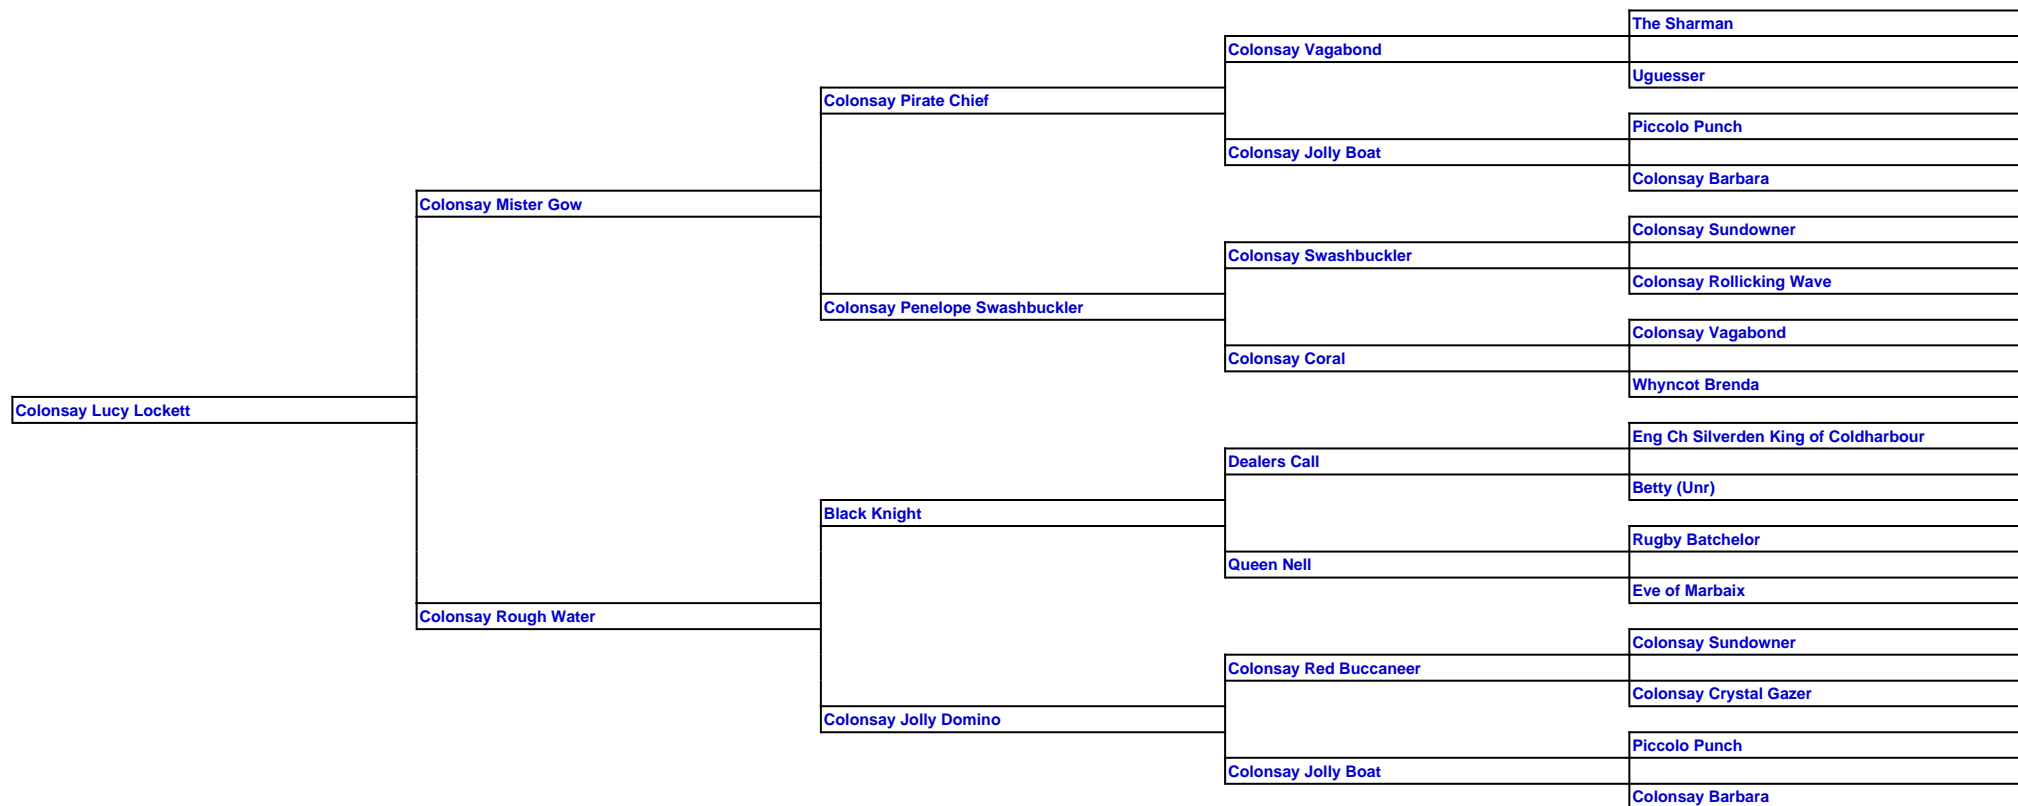 The Sharman
Colonsay Vagabond
Uguesser
Colonsay Pirate Chief
Piccolo Punch
Colonsay Jolly Boat
Colonsay Barbara
Colonsay Mister Gow
Colonsay Sundowner
Colonsay Swashbuckler
Colonsay Rollicking Wave
Colonsay Penelope Swashbuckler
Colonsay Vagabond
Colonsay Coral
Whyncot Brenda
Colonsay Lucy Lockett
Eng Ch Silverden King of Coldharbour
Dealers Call
Betty (Unr)
Black Knight
Rugby Batchelor
Queen Nell
Eve of Marbaix
Colonsay Rough Water
Colonsay Sundowner
Colonsay Red Buccaneer
Colonsay Crystal Gazer
Colonsay Jolly Domino
Piccolo Punch
Colonsay Jolly Boat
Colonsay Barbara